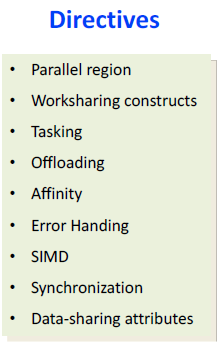 Directives
• Parallel region
• Worksharing constructs
• Tasking
• Offloading
• Affinity
• Error Handing
• SIMD
• Synchronization
• Data-sharing attributes